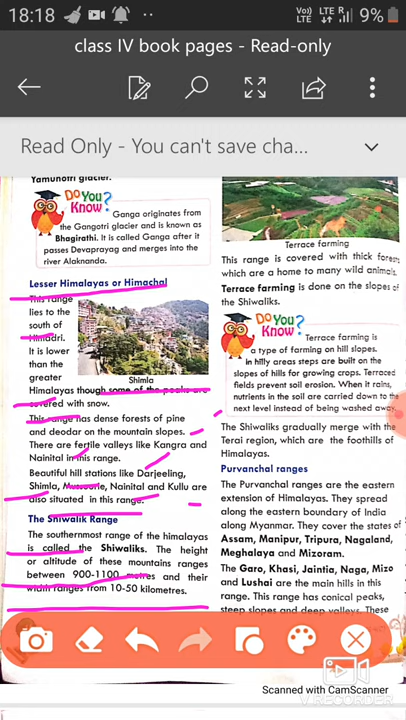 18:18
Vo))
LTE
LTE
R
9%
class IV book pages - Read-only
Read Only - You can't save cha...
Yamunotri glacier.
Do You
Know?
Ganga originates from
the Gangotri glacier and is known as
Bhagirathi. It is called Ganga after it
passes Devaprayag and merges into the
river Alaknanda.
Lesser Himalayas or Himachal
This range
lies to the
south of
Himadri.
It is lower
than the
greater
Shimla
Himalayas though some of the peaks are
covered with snow.
This range has dense forests of pine
and deodor on the mountain slopes.
There are fertile valleys like Kangra and
Nainital in this range.
Beautiful hill stations like Darjeeling,
Shimla, Mussoorie, Nainital and Kullu are
also situated in this range.
The Shiwalik Range
The southernmost range of the himalayas
is called the Shiwaliks. The height
or altitude of these mountains ranges
between 900-1100 metres and their
width ranges from 10-50 kilometres.
Terrace farming
This range is covered with thick forests
which are a home to many wild animals.
Terrace farming is done on the slopes of
the Shiwaliks.
Do You
Know?
Terrace farming is
a type of farming on hill slopes.
In hilly areas steps are built on the
slopes of hills for growing crops. Terraced
fields prevent soil erosion. When it rains,
nutrients in the soil are carried down to the
next level instead of being washed away.
The Shiwaliks gradually merge with the
Terai region, which are the foothills of
Himalayas.
Purvanchal ranges
The Purvanchal ranges are the eastern
extension of Himalayas. They spread
along the eastern boundary of India
along Myanmar. They cover the states of
Assam, Manipur, Tripura, Nagaland,
Meghalaya and Mizoram.
The Garo, Khasi, Jaintia, Naga, Mizo
and Lushai are the main hills in this
range. This range has conical peaks,
steep slopes and deep valleys. These
V RECORDER
Scanned with CamScanner